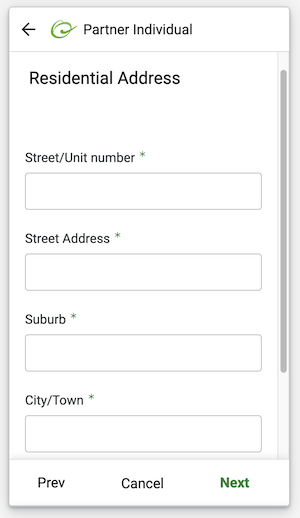 Partner Individual
Residential Address
Street/Unit number *
Street Address *
Suburb *
City/Town *
Prev Cancel Next